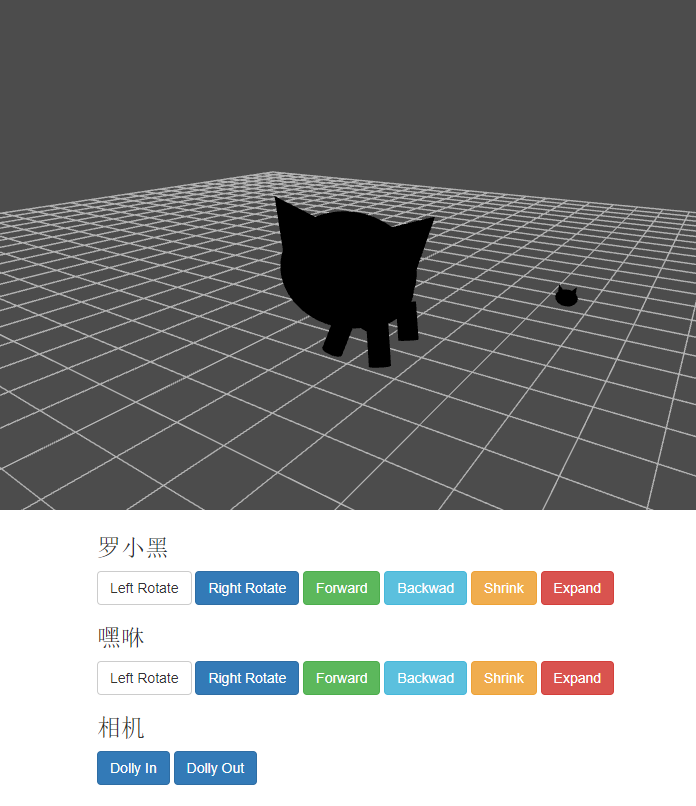 罗小黑
Left Rotate Right Rotate Forward Backwad Shrink Expand
嘿咻
Left Rotate Right Rotate Forward Backwad Shrink Expand
相机
Dolly In Dolly Out